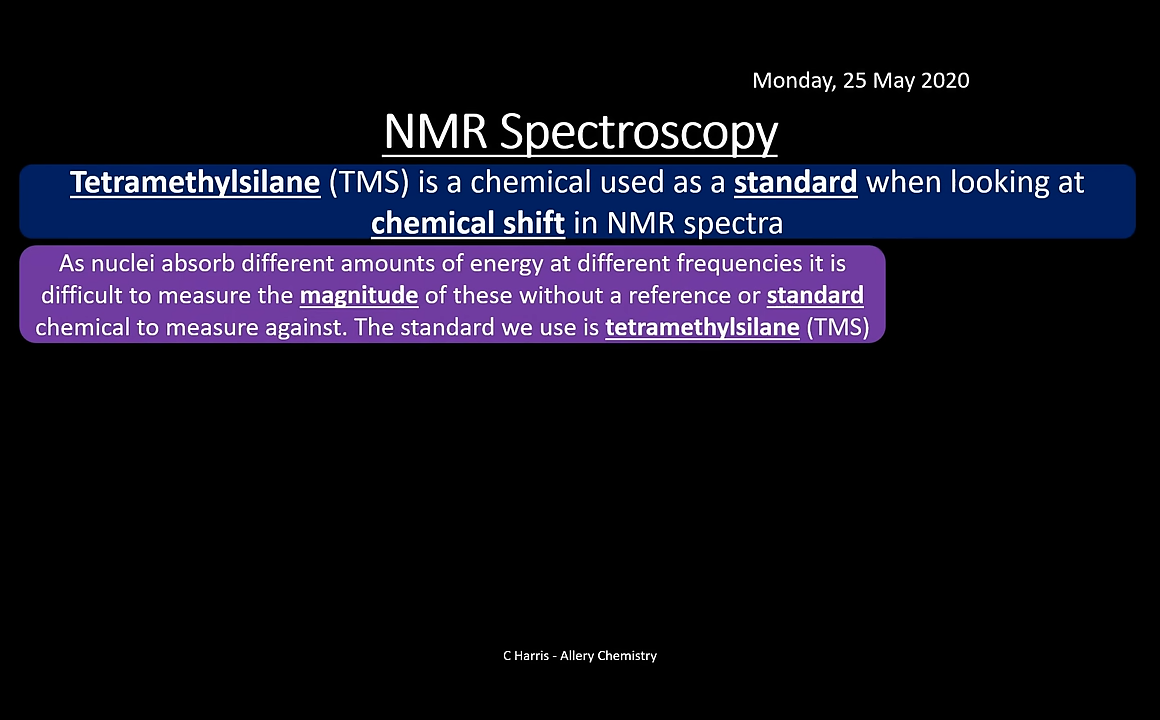 Monday, 25 May 2020
NMR Spectroscopy
Tetramethylsilane (TMS) is a chemical used as a standard when looking at
chemical shift in NMR spectra
As nuclei absorb different amounts of energy at different frequencies it is
difficult to measure the magnitude of these without a reference or standard
chemical to measure against. The standard we use is tetramethylsilane (TMS)
C Harris - Allery Chemistry